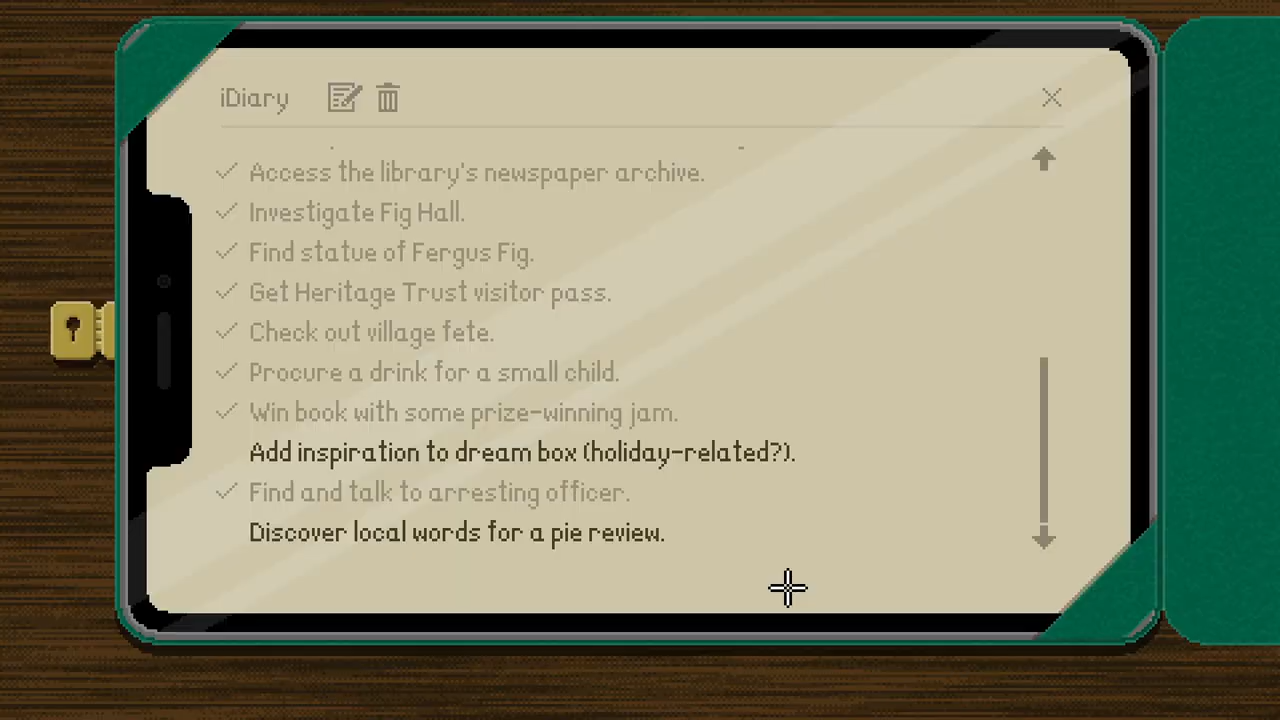 iDiary
Access the library's newspaper archive.
Investigate Fig Hall.
Find statue of Fergus Fig.
Get Heritage Trust visitor pass.
Check out village fete.
Procure a drink for a small child.
Win book with some prize-winning jam.
Add inspiration to dream box (holiday-related?).
Find and talk to arresting officer.
Discover local words for a pie review.